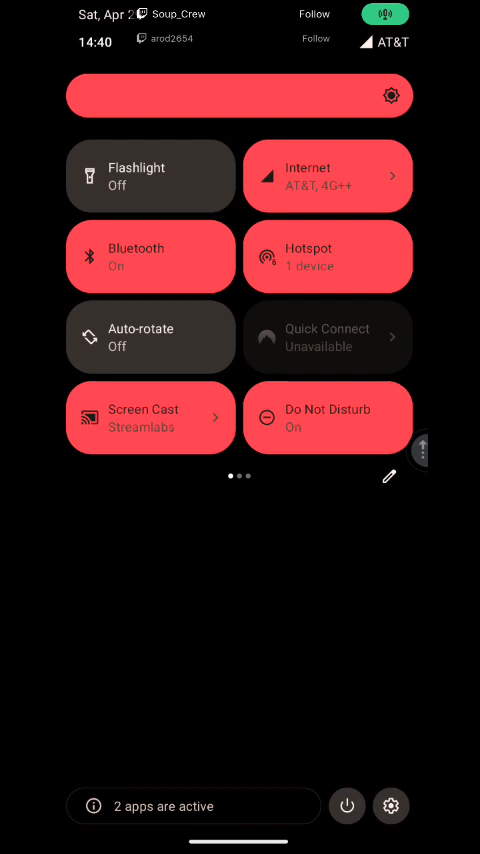 Sat, Apr 2 Soup_Crew Follow
14:40 arod2654 Follow AT&T
Flashlight
Off
Internet
AT&T, 4G++
Bluetooth
On
Hotspot
1 device
Auto-rotate
Off
Quick Connect
Unavailable
Screen Cast
Streamlabs
Do Not Disturb
On
2 apps are active